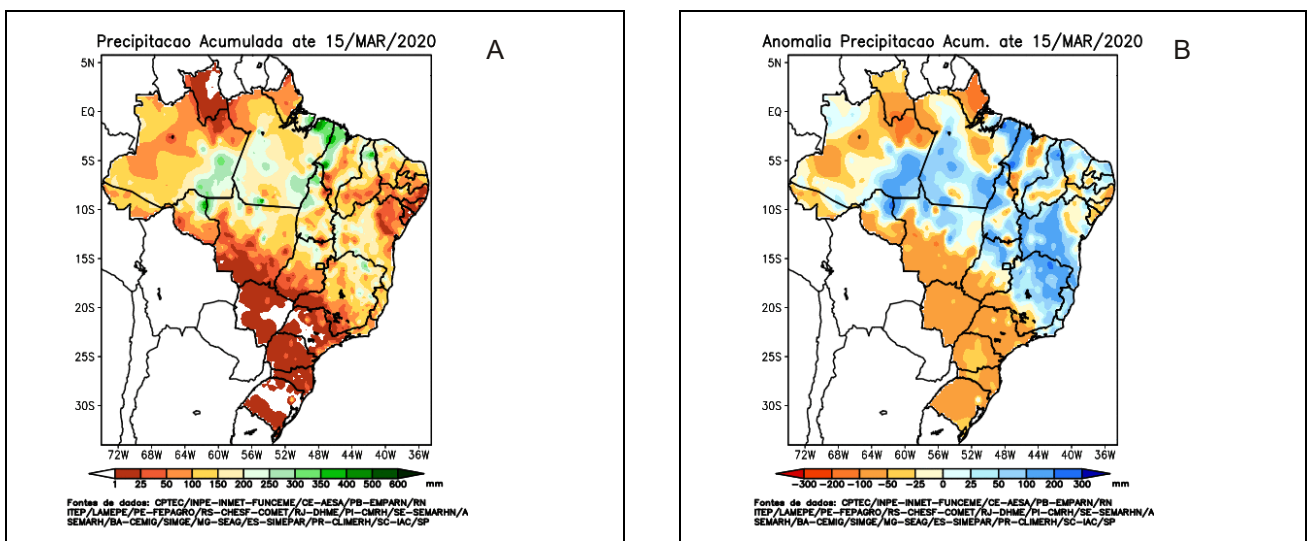 Precipitacao Acumulada ate 15/MAR/2020
A
5N
EQ
5S
10S
15S
20S
25S
30S
72W 68W 64W 60W 56W 52W 48W 44W 40W 36W
1 25 50 100 150 200 250 300 350 400 500 600 mm
Fontes de dados: CPTEC/INPE-INMET-FUNCEME/CE-AESA/PB-EMPARN/RN
ITEP/LAMEPE/PE-FEPAGRO/RS-CHESF-COMET/RJ-DHME/PI-CMRH/SE-SEMARHN/A
SEMARH/BA-CEMIG/SIMGE/MG-SEAG/ES-SIMEPAR/PR-CLIMERH/SC-IAC/SP
Anomalia Precipitacao Acum. ate 15/MAR/2020
B
5N
EQ
5S
10S
15S
20S
25S
30S
72W 68W 64W 60W 56W 52W 48W 44W 40W 36W
-300 -200 -100 -50 -25 0 25 50 100 200 300 mm
Fontes de dados: CPTEC/INPE-INMET-FUNCEME/CE-AESA/PB-EMPARN/RN
ITEP/LAMEPE/PE-FEPAGRO/RS-CHESF-COMET/RJ-DHME/PI-CMRH/SE-SEMARHN/A
SEMARH/BA-CEMIG/SIMGE/MG-SEAG/ES-SIMEPAR/PR-CLIMERH/SC-IAC/SP